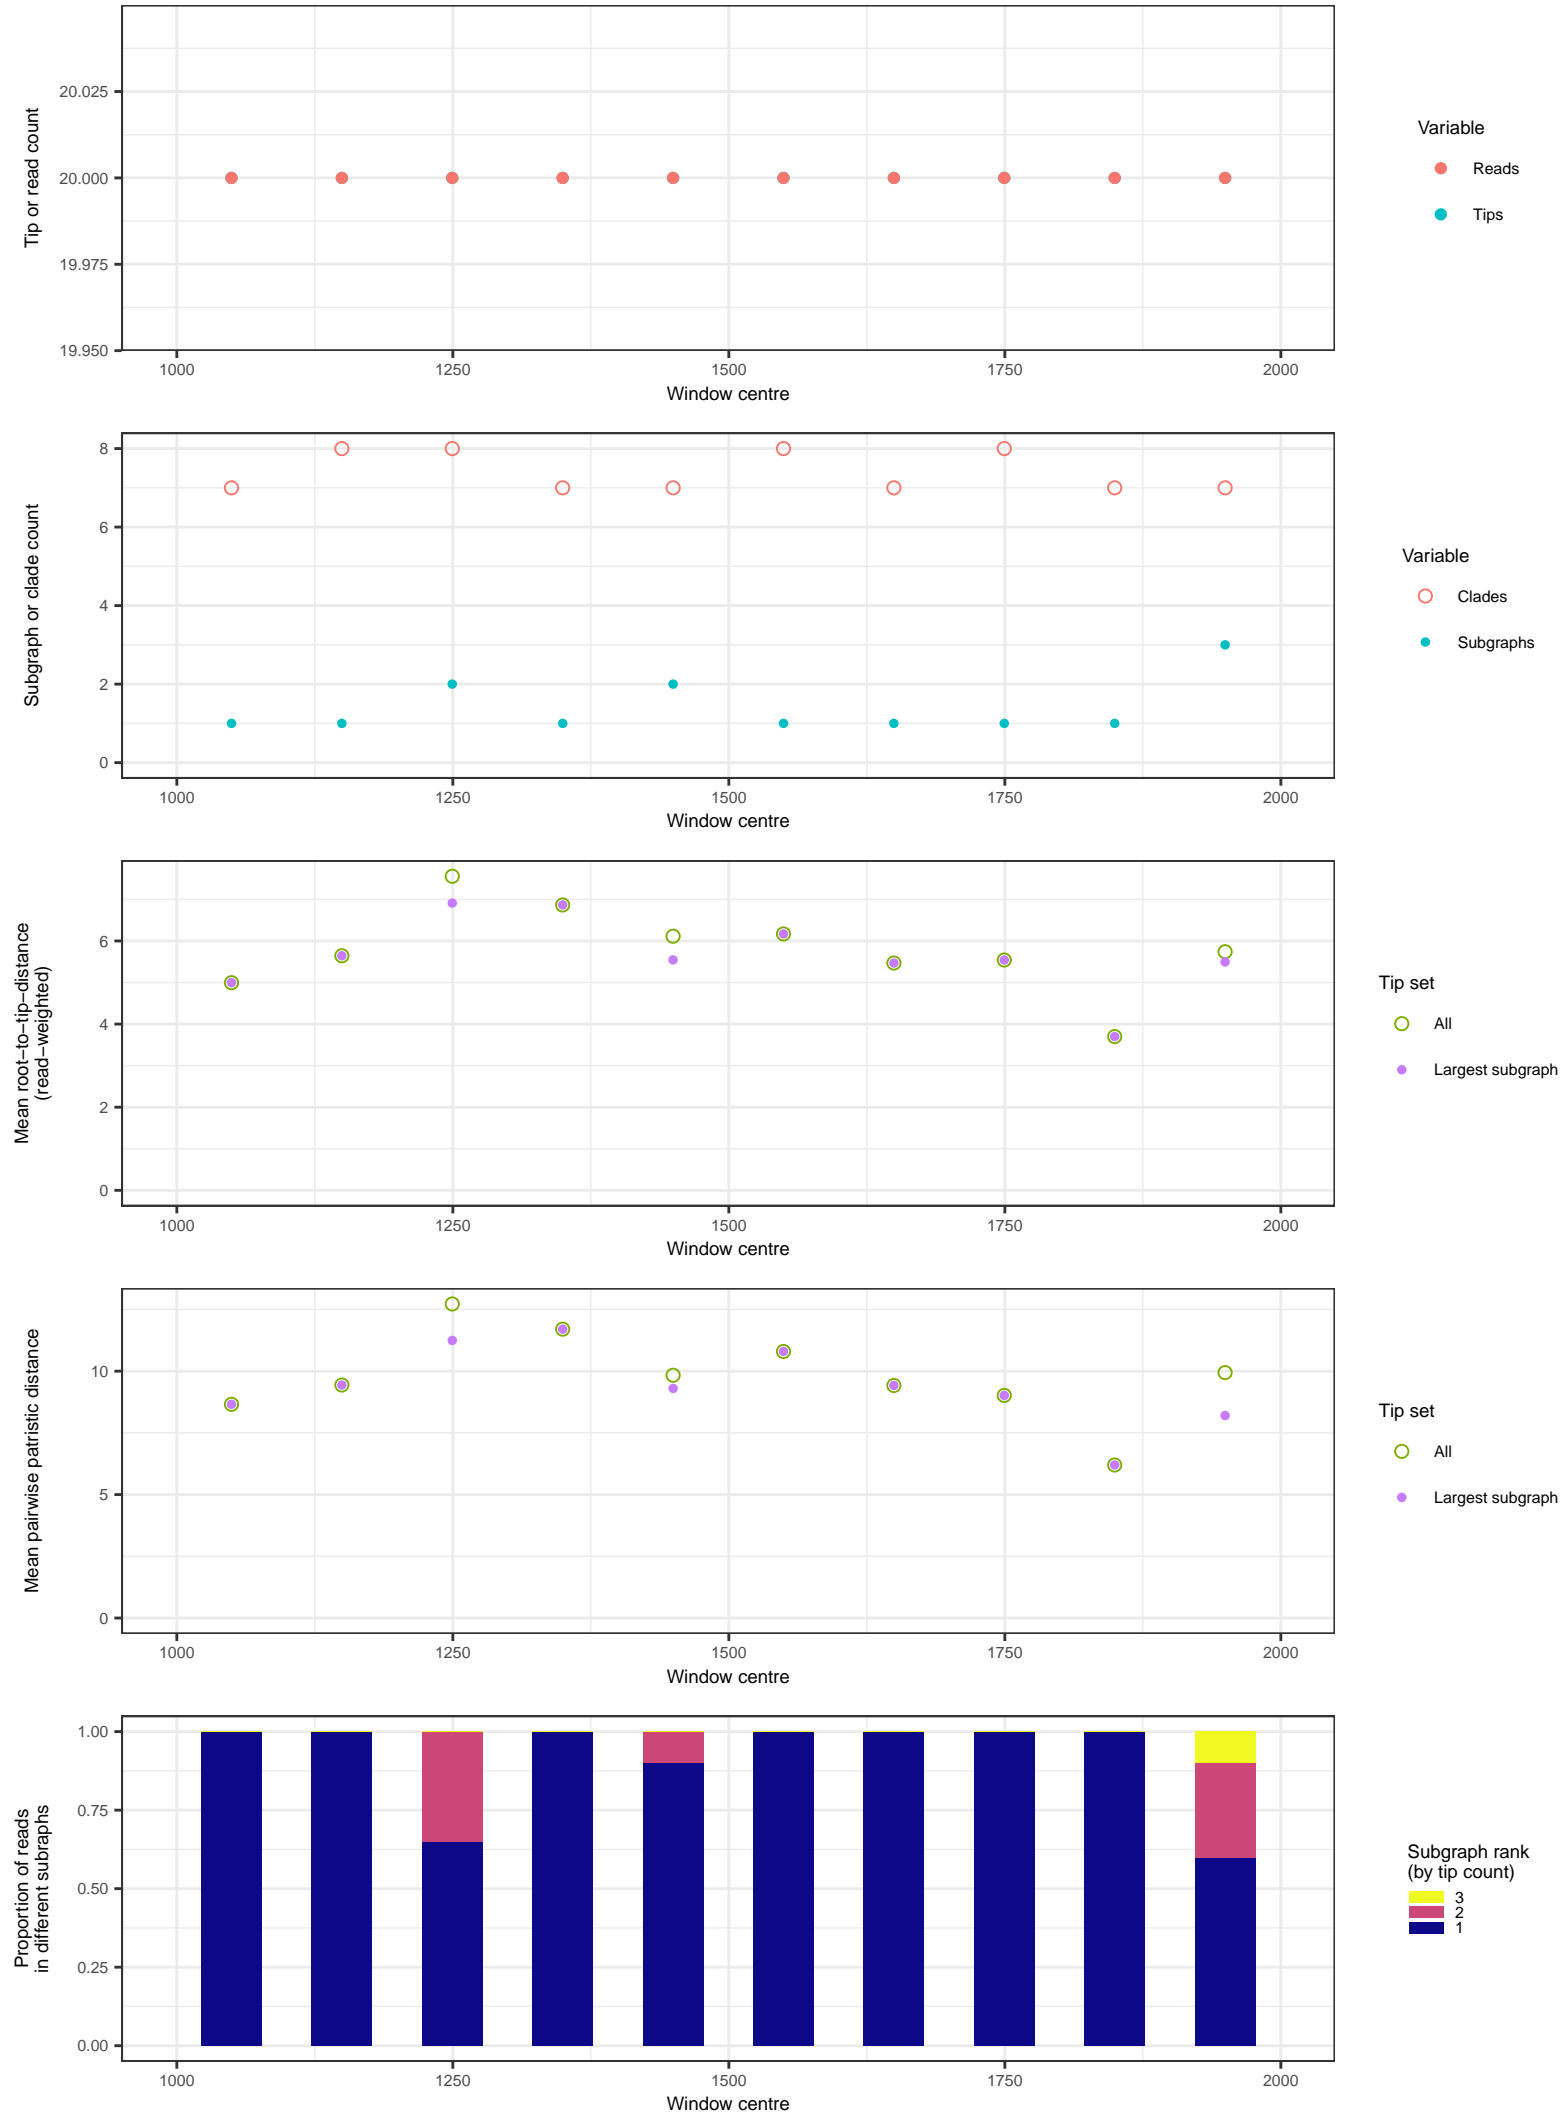 20.025
20.000
19.975
19.950
Tip or read count
1000 1250 1500 1750 2000
Window centre
Variable
Reads
Tips
8
6
4
2
0
Subgraph or clade count
1000 1250 1500 1750 2000
Window centre
Variable
Clades
Subgraphs
6
4
2
0
Mean root−to−tip−distance
(read−weighted)
1000 1250 1500 1750 2000
Window centre
Tip set
All
Largest subgraph
10
5
0
Mean pairwise patristic distance
1000 1250 1500 1750 2000
Window centre
Tip set
All
Largest subgraph
1.00
0.75
0.50
0.25
0.00
Proportion of reads
in different subraphs
1000 1250 1500 1750 2000
Window centre
Subgraph rank
(by tip count)
3
2
1